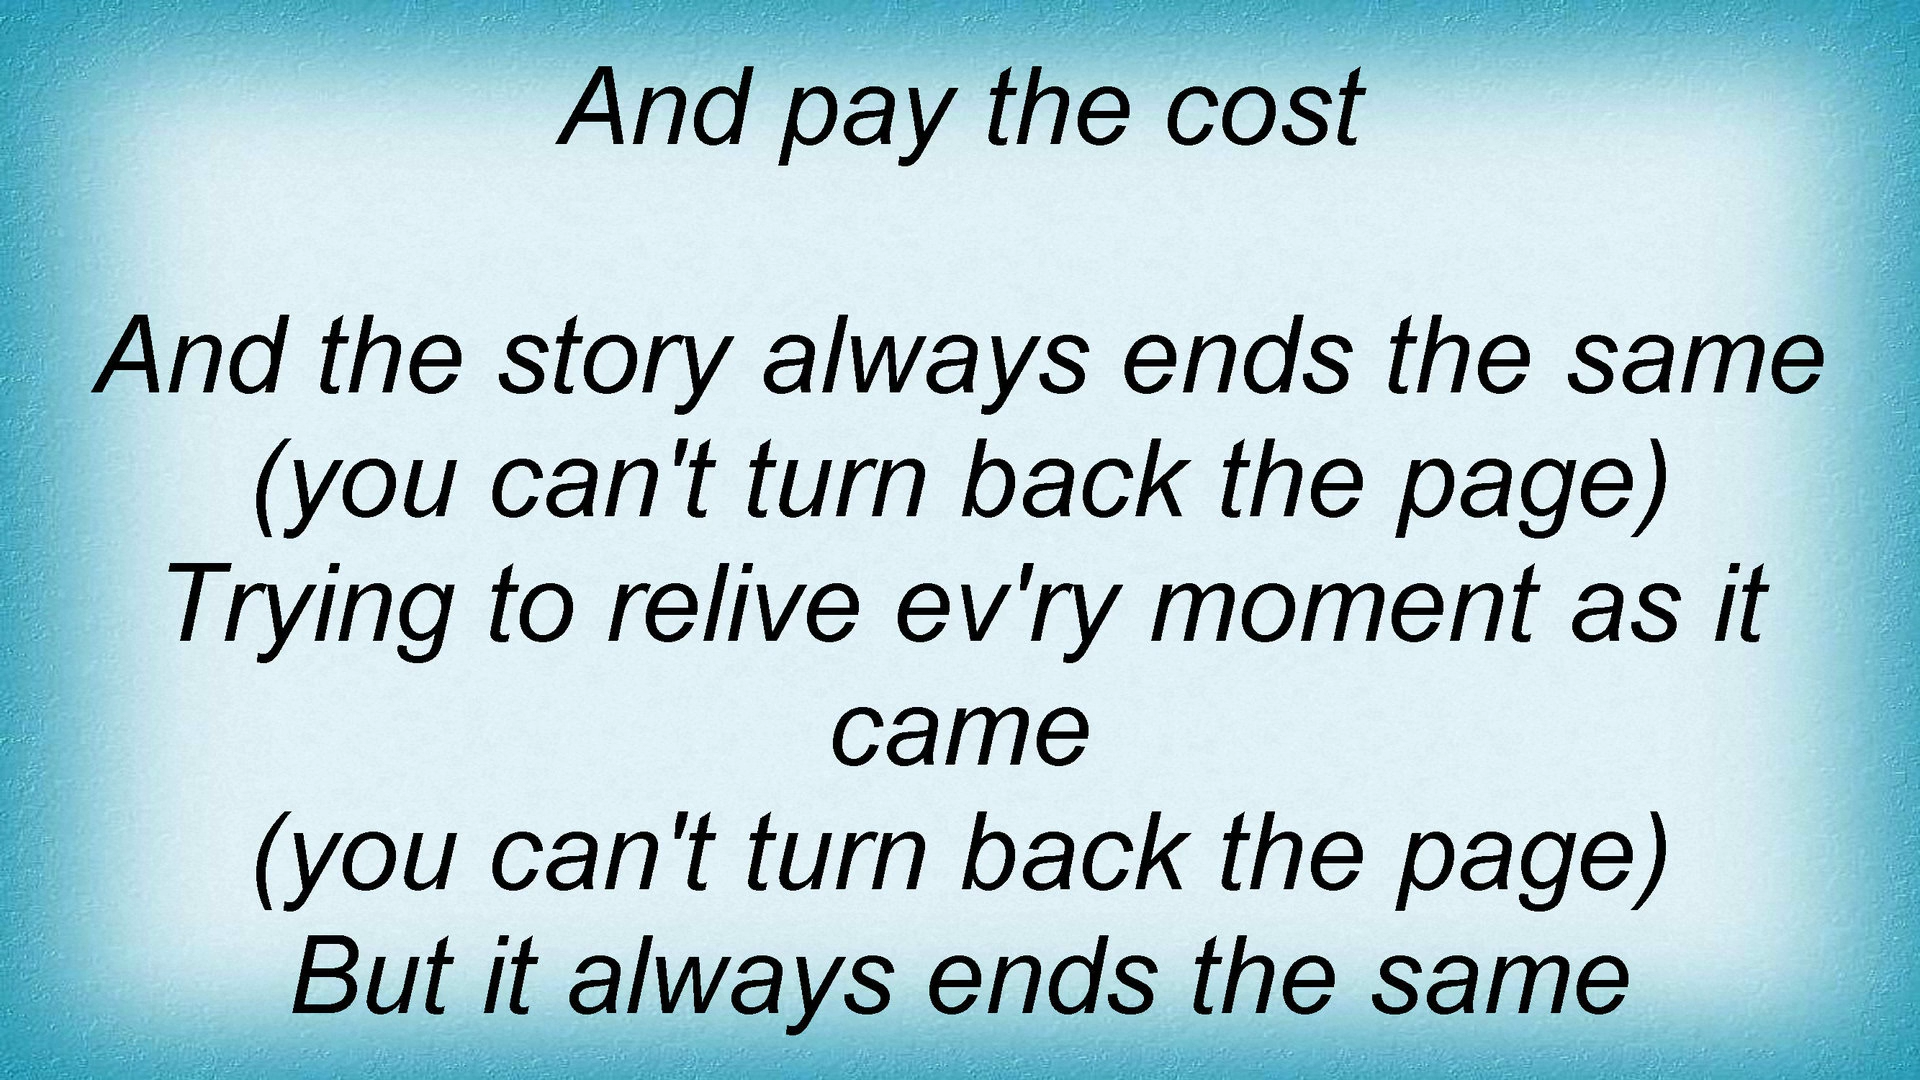 And pay the cost
And the story always ends the same
(you can't turn back the page)
Trying to relive ev'ry moment as it
came
(you can't turn back the page)
But it always ends the same